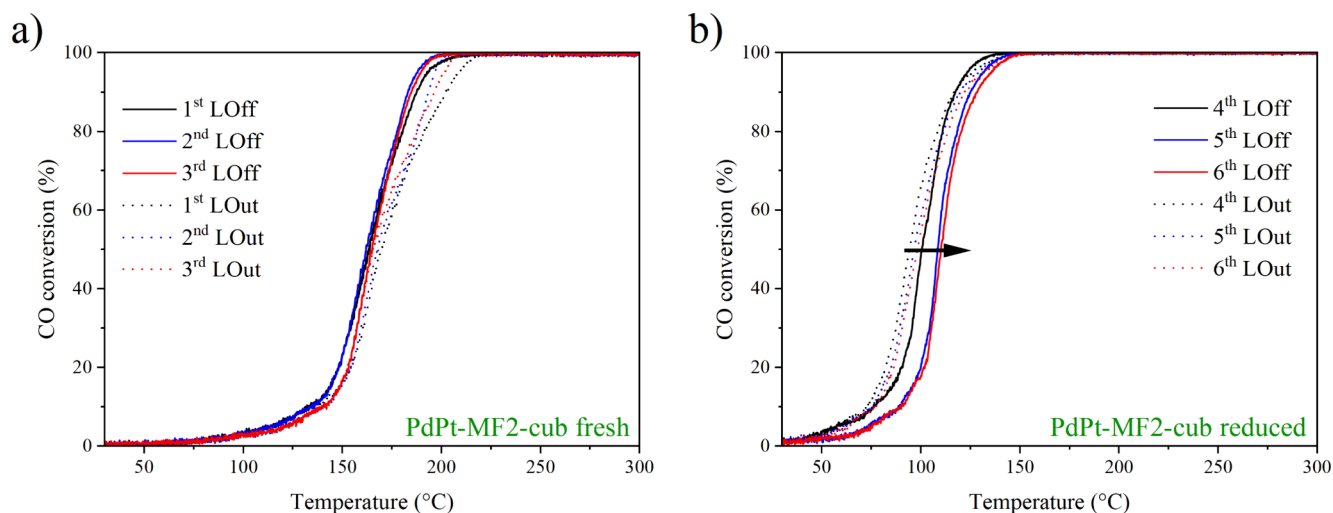 a)
CO conversion (%)
100
80
60
40
20
0
1st LOff
2nd LOff
3rd LOff
1st LOut
2nd LOut
3rd LOut
PdPt-MF2-cub fresh
50 100 150 200 250 300
Temperature (°C)
b)
CO conversion (%)
100
80
60
40
20
0
4th LOff
5th LOff
6th LOff
4th LOut
5th LOut
6th LOut
PdPt-MF2-cub reduced
50 100 150 200 250 300
Temperature (°C)